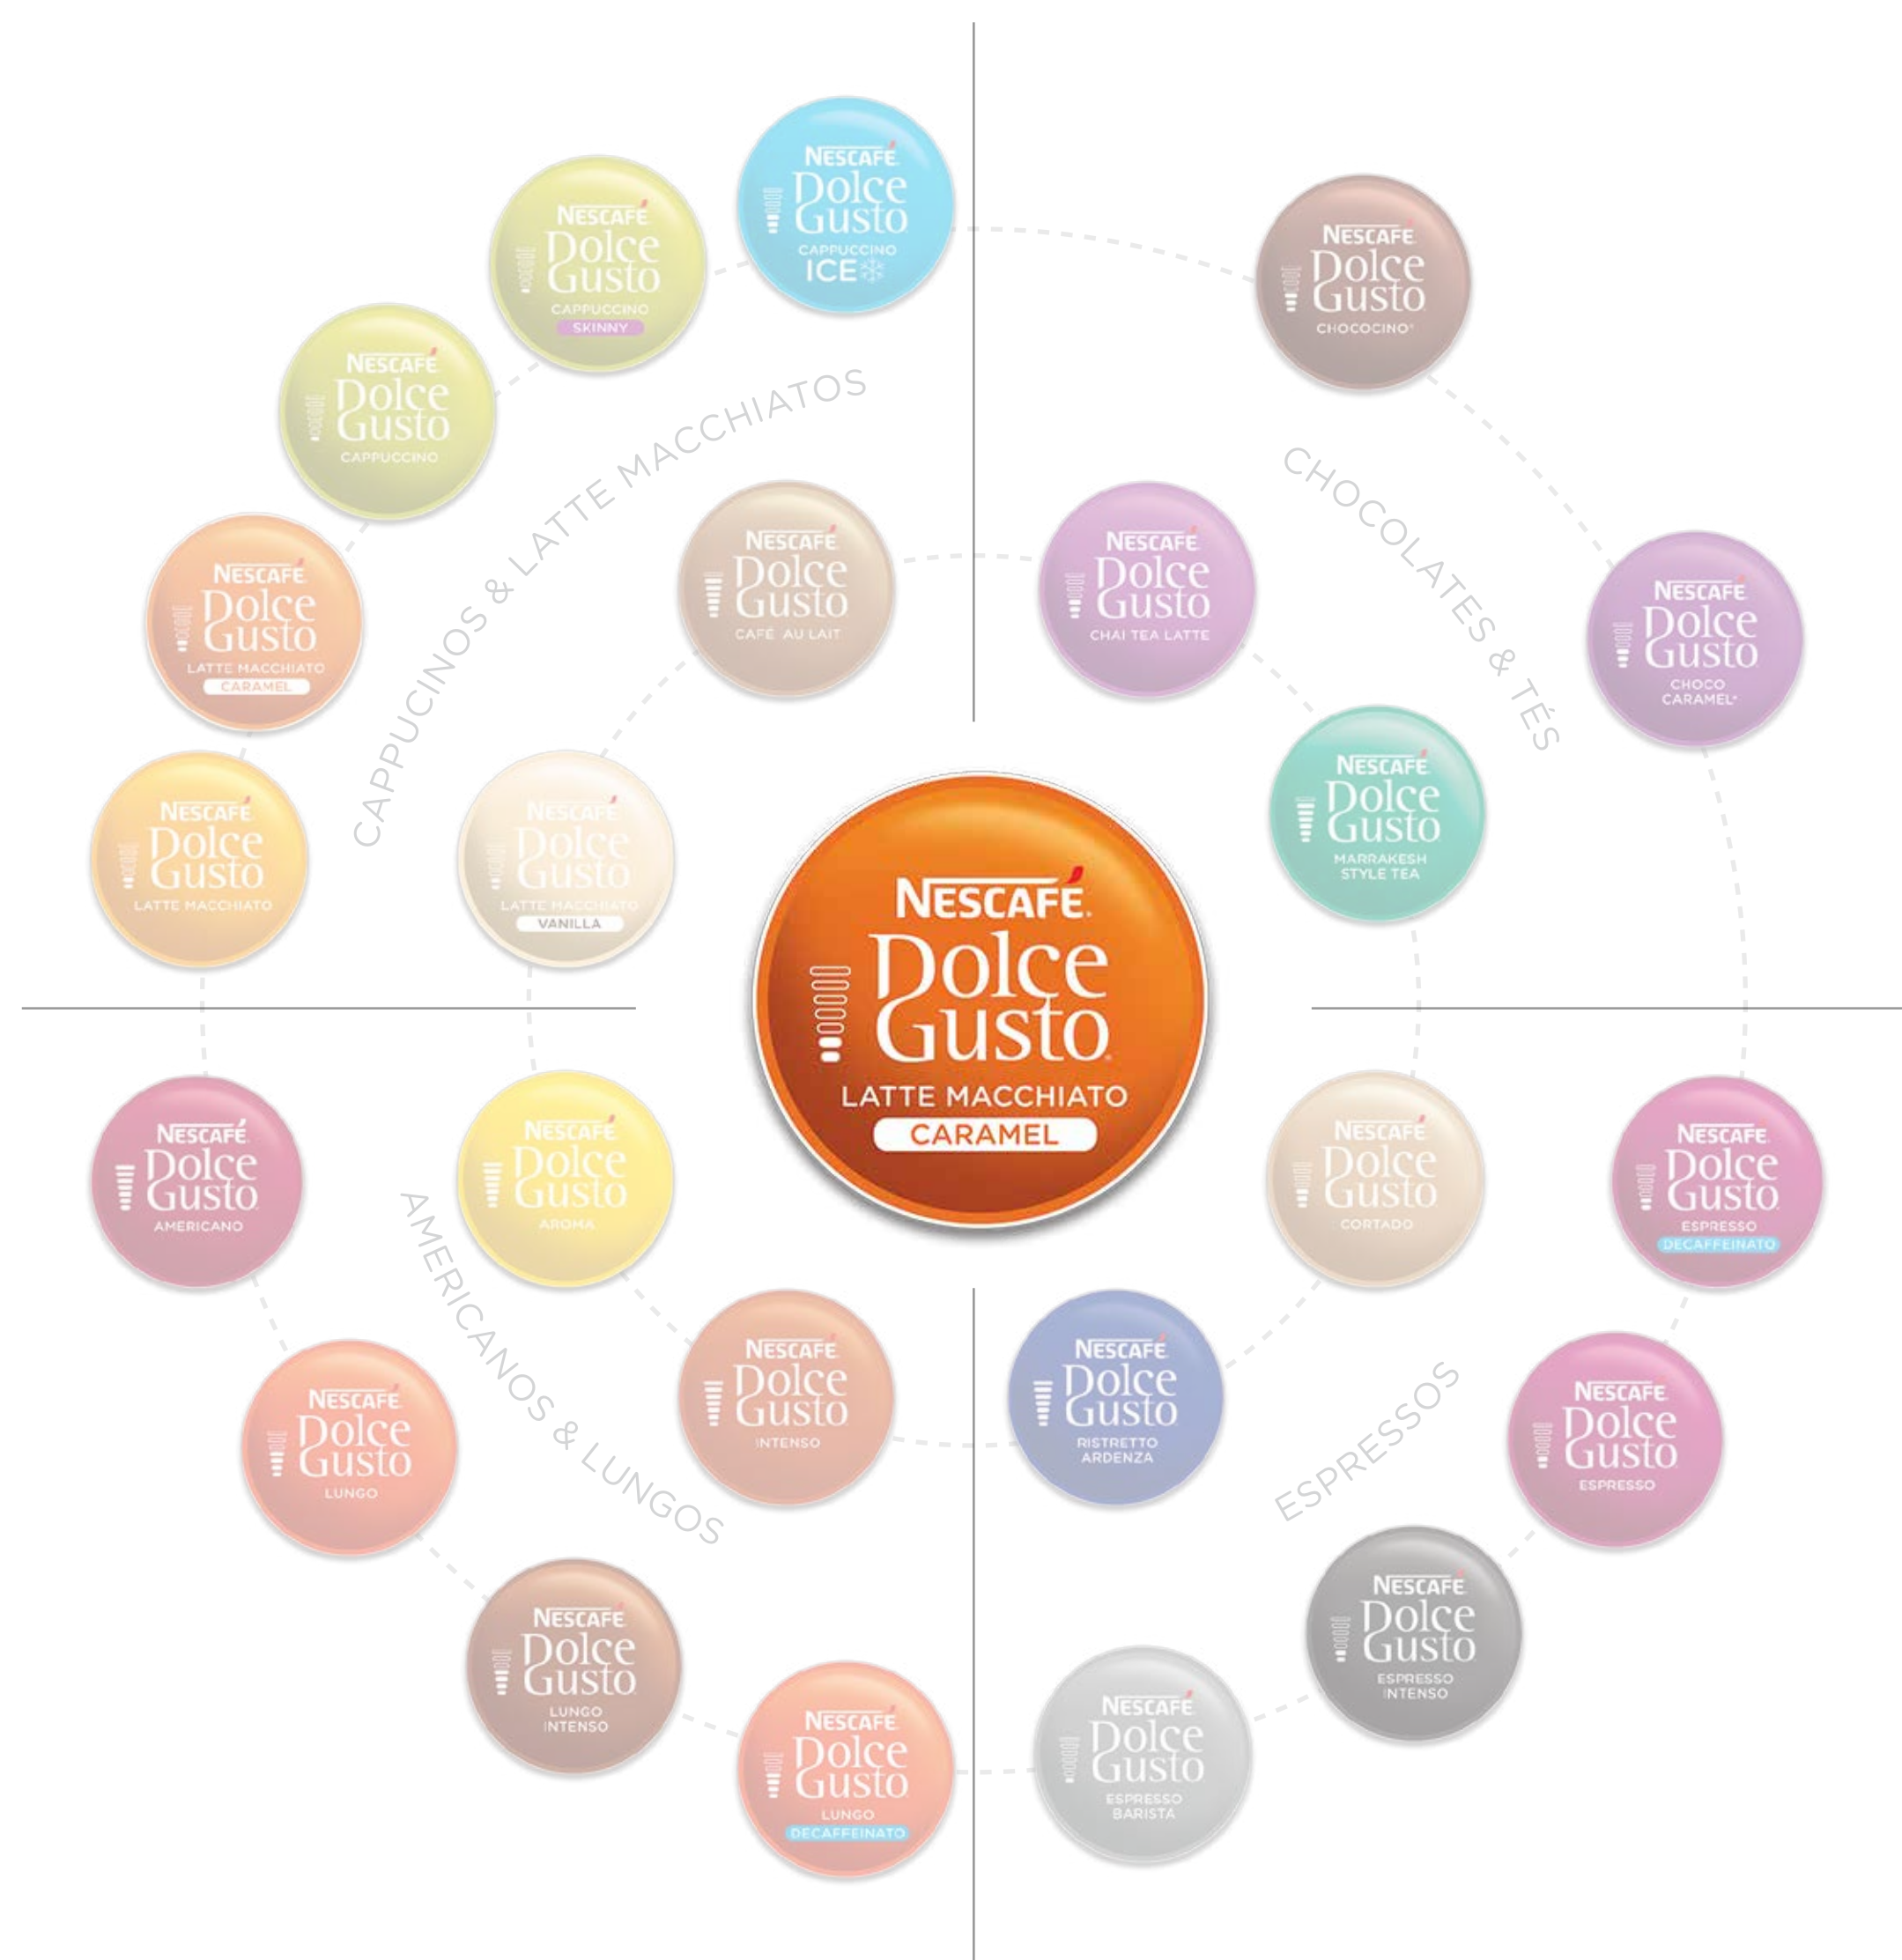 NESCAFÉ
Dolce
Gusto
CAPPUCCINO
ICE
NESCAFÉ
Dolce
Gusto
CAPPUCCINO
SKINNY
NESCAFÉ
Dolce
Gusto
CAPPUCCINO
NESCAFÉ
Dolce
Gusto
LATTE MACCHIATO
CARAMEL
NESCAFÉ
Dolce
Gusto
LATTE MACCHIATO
CAPPUCINOS & LATTE MACCHIATOS
NESCAFÉ
Dolce
Gusto
CAFÉ AU LAIT
NESCAFÉ
Dolce
Gusto
LATTE MACCHIATO
VANILLA
NESCAFÉ
Dolce
Gusto
CHOCOCINO*
NESCAFÉ
Dolce
Gusto
CHOCO
CARAMEL*
CHOCOLATES & TÉS
NESCAFÉ
Dolce
Gusto
CHAI TEA LATTE
NESCAFÉ
Dolce
Gusto
MARRAKESH
STYLE TEA
NESCAFÉ.
Dolce
Gusto
LATTE MACCHIATO
CARAMEL
NESCAFÉ
Dolce
Gusto
AMERICANO
NESCAFÉ
Dolce
Gusto
AROMA
NESCAFÉ
Dolce
Gusto
INTENSO
AMERICANOS & LUNGOS
NESCAFÉ
Dolce
Gusto
LUNGO
NESCAFÉ
Dolce
Gusto
LUNGO
INTENSO
NESCAFÉ
Dolce
Gusto
LUNGO
DECAFFEINATO
NESCAFÉ
Dolce
Gusto
CORTADO
NESCAFÉ
Dolce
Gusto
ESPRESSO
DECAFFEINATO
NESCAFÉ
Dolce
Gusto
RISTRETTO
ARDENZA
ESPRESSOS
NESCAFÉ
Dolce
Gusto
ESPRESSO
NESCAFÉ
Dolce
Gusto
ESPRESSO
INTENSO
NESCAFÉ
Dolce
Gusto
ESPRESSO
BARISTA